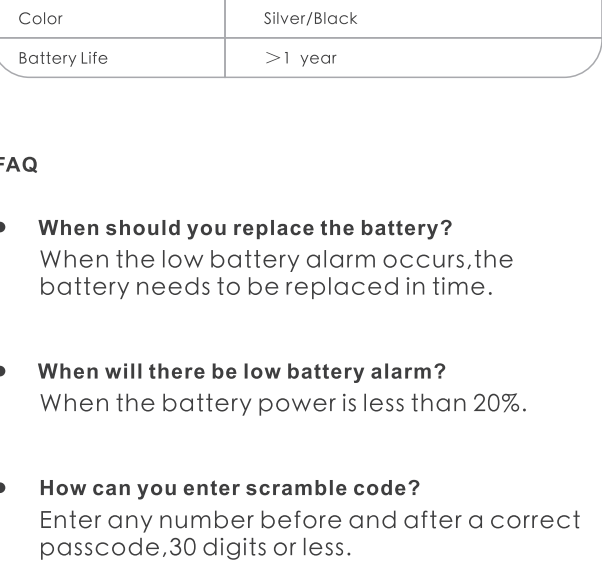 Color Silver/Black
Battery Life ＞1 year
FAQ
● When should you replace the battery?
When the low battery alarm occurs,the
battery needs to be replaced in time.
● When will there be low battery alarm?
When the battery power is less than 20%.
● How can you enter scramble code?
Enter any number before and after a correct
passcode,30 digits or less.